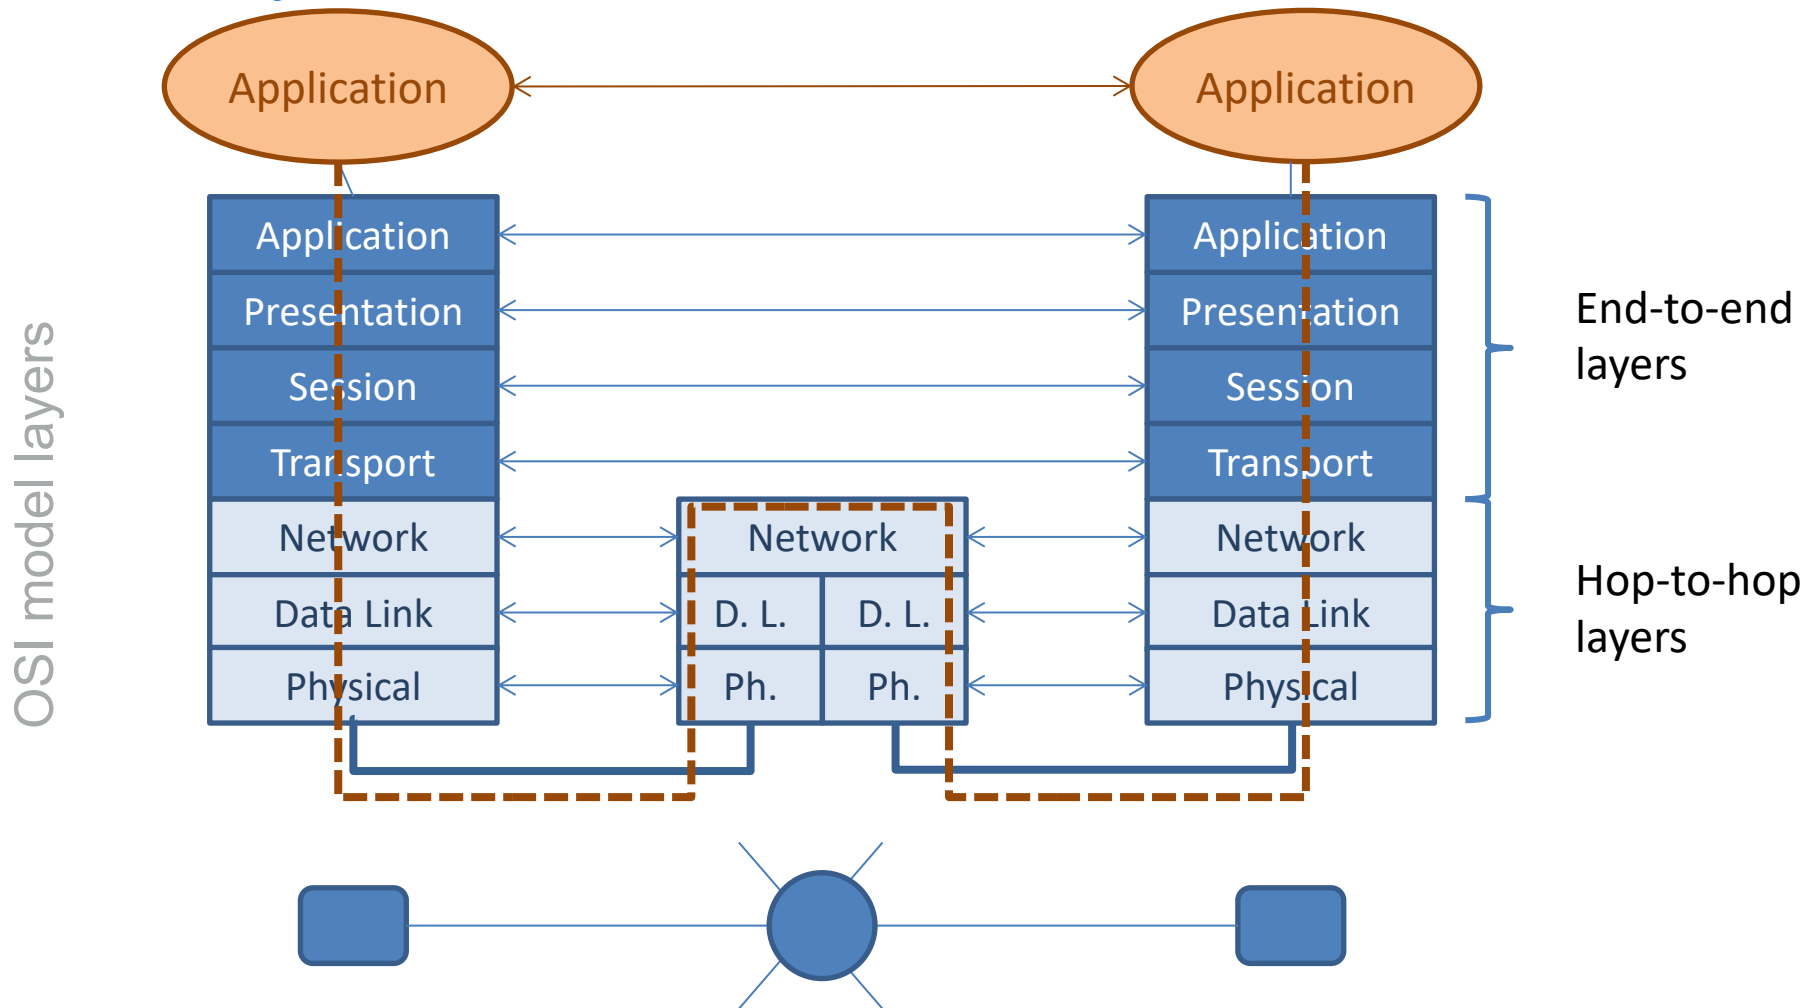 Application
Application
Application
Application
Presentation
Presentation
End-to-end
layers
Session
Session
Transport
Transport
OSI model layers
Network
Network
Network
Data Link
D. L.
D. L.
Data Link
Hop-to-hop
layers
Physical
Ph.
Ph.
Physical